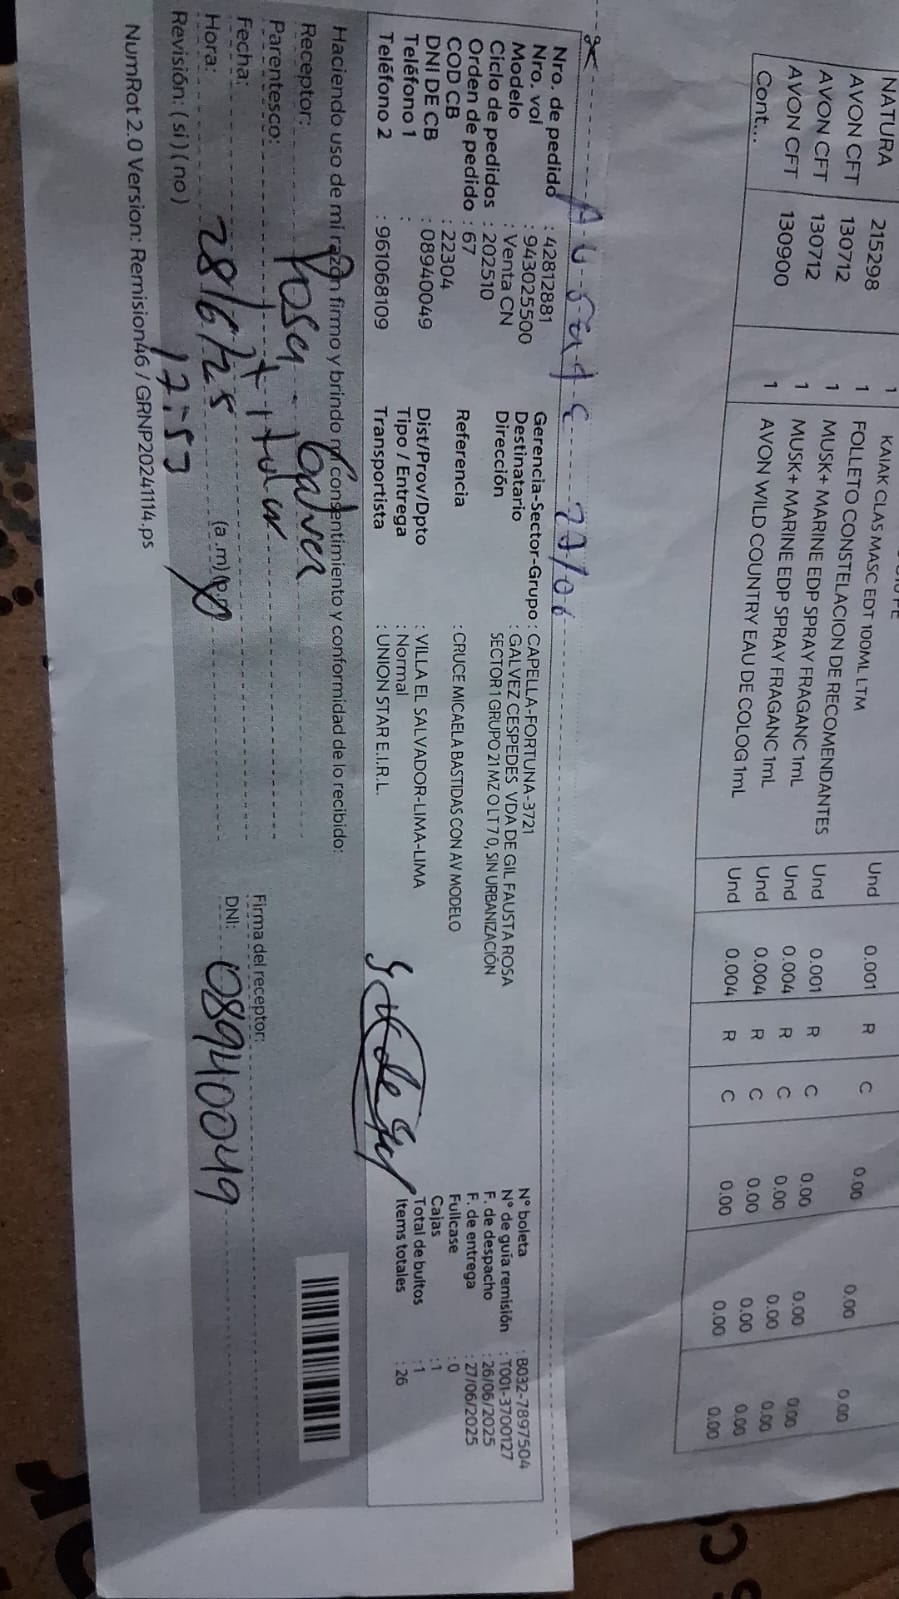 NATURA 215298 1 KAIAK CLAS MASC EDT 100ML LTM Und 0.001 R C 0.00 0.00 0.00
AVON CFT 130712 1 FOLLETO CONSTELACION DE RECOMENDANTES Und 0.001 R C 0.00 0.00 0.00
AVON CFT 130712 1 MUSK+ MARINE EDP SPRAY FRAGANC 1mL Und 0.004 R C 0.00 0.00 0.00
AVON CFT 130900 1 MUSK+ MARINE EDP SPRAY FRAGANC 1mL Und 0.004 R C 0.00 0.00 0.00
Cont... 1 AVON WILD COUNTRY EAU DE COLOG 1mL Und 0.004 R C 0.00 0.00 0.00
Ausente 27/06
Nro. de pedido : 42812881 Gerencia-Sector-Grupo : CAPELLA-FORTUNA-3721 N° boleta : B032-7897504
Nro. vol : 943025500 Destinatario : GALVEZ CESPEDES VDA DE GIL FAUSTA ROSA N° de guía remisión : T001-3700127
Modelo : Venta CN Dirección SECTOR 1 GRUPO 21 MZ O LT 7 0, SIN URBANIZACIÓN F. de despacho : 26/06/2025
Ciclo de pedidos : 202510 F. de entrega : 27/06/2025
Orden de pedido : 67 Referencia : CRUCE MICAELA BASTIDAS CON AV MODELO Fullcase : 0
COD CB : 22304 Cajas : 1
DNI DE CB : 08940049 Dist/Prov/Dpto : VILLA EL SALVADOR-LIMA-LIMA Total de bultos : 1
Teléfono 1 : Tipo / Entrega : Normal Items totales : 26
Teléfono 2 : 961068109 Transportista : UNION STAR E.I.R.L.
Haciendo uso de mi razón firmo y brindo mi consentimiento y conformidad de lo recibido:
Receptor: Rosa Galvez
Parentesco: titular Firma del receptor:
Fecha: 28/6/25 DNI: 08940049
Hora: 17:53 (a.m)(p.m)
Revisión: (si) (no)
NumRot 2.0 Version: Remision46 / GRNP20241114.ps